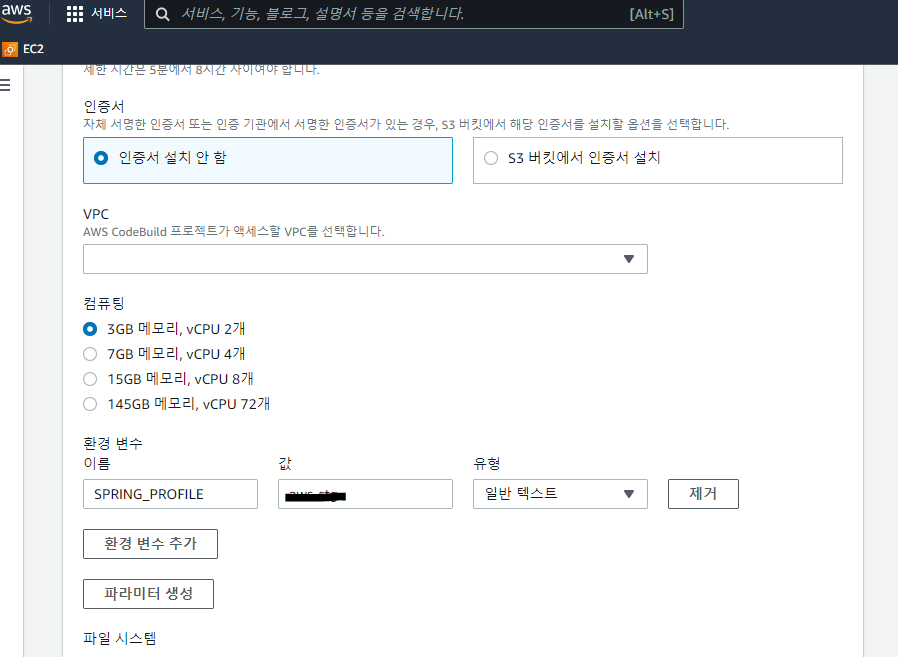 aws
서비스
서비스, 기능, 블로그, 설명서 등을 검색합니다.
[Alt+S]
EC2
제한 시간은 5분에서 8시간 사이여야 합니다.
인증서
자체 서명한 인증서 또는 인증 기관에서 서명한 인증서가 있는 경우, S3 버킷에서 해당 인증서를 설치할 옵션을 선택합니다.
인증서 설치 안 함
S3 버킷에서 인증서 설치
VPC
AWS CodeBuild 프로젝트가 액세스할 VPC를 선택합니다.
컴퓨팅
3GB 메모리, vCPU 2개
7GB 메모리, vCPU 4개
15GB 메모리, vCPU 8개
145GB 메모리, vCPU 72개
환경 변수
이름 값 유형
SPRING_PROFILE 일반 텍스트 제거
환경 변수 추가
파라미터 생성
파일 시스템